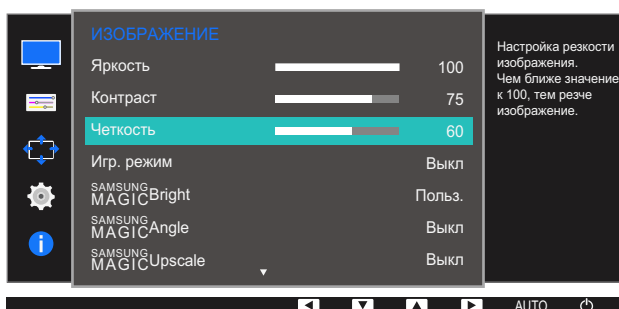 ИЗОБРАЖЕНИЕ
Яркость 100
Контраст 75
Четкость 60
Игр. режим Выкл
SAMSUNG
MAGICBright Польз.
SAMSUNG
MAGICAngle Выкл
SAMSUNG
MAGICUpscale Выкл
Настройка резкости
изображения.
Чем ближе значение
к 100, тем резче
изображение.
AUTO